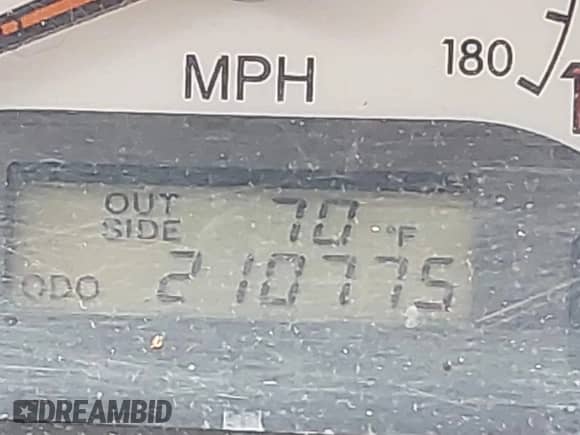 MPH
180
OUT SIDE 70 °F
ODO 210775
DREAMBID